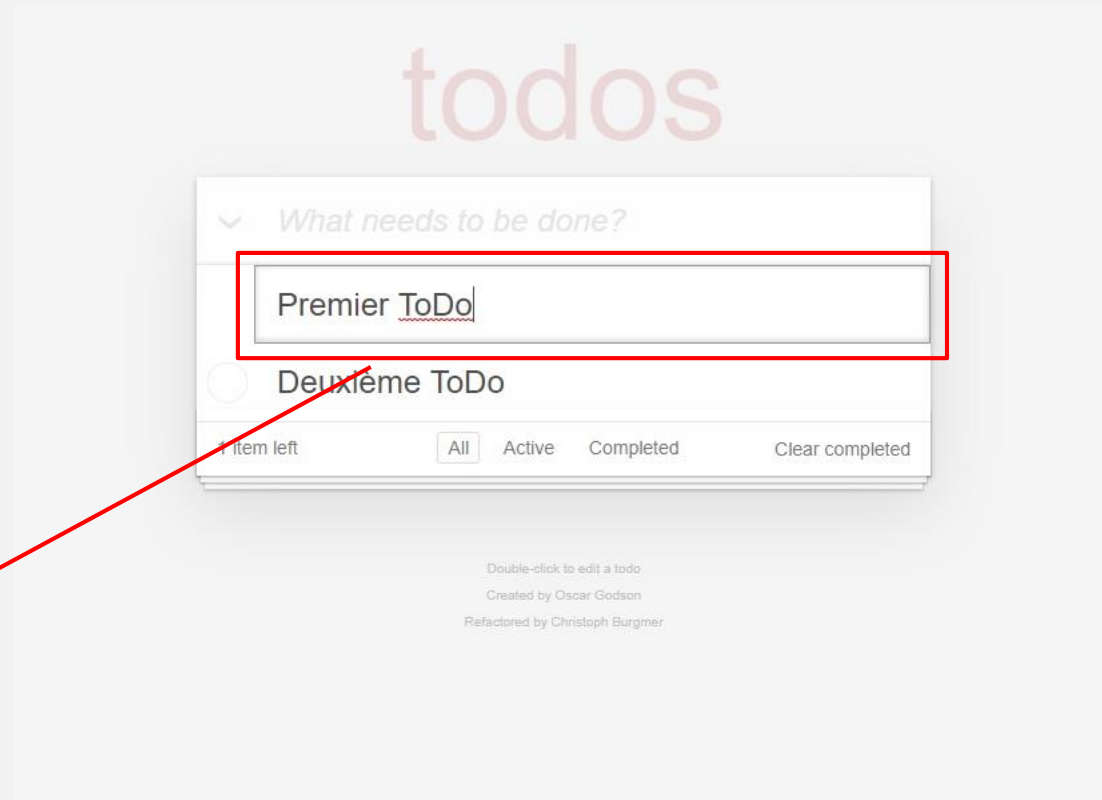 todos
What needs to be done?
Premier ToDo
Deuxième ToDo
1 item left All Active Completed Clear completed
Double-click to edit a todo
Created by Oscar Godson
Refactored by Christoph Burgmer